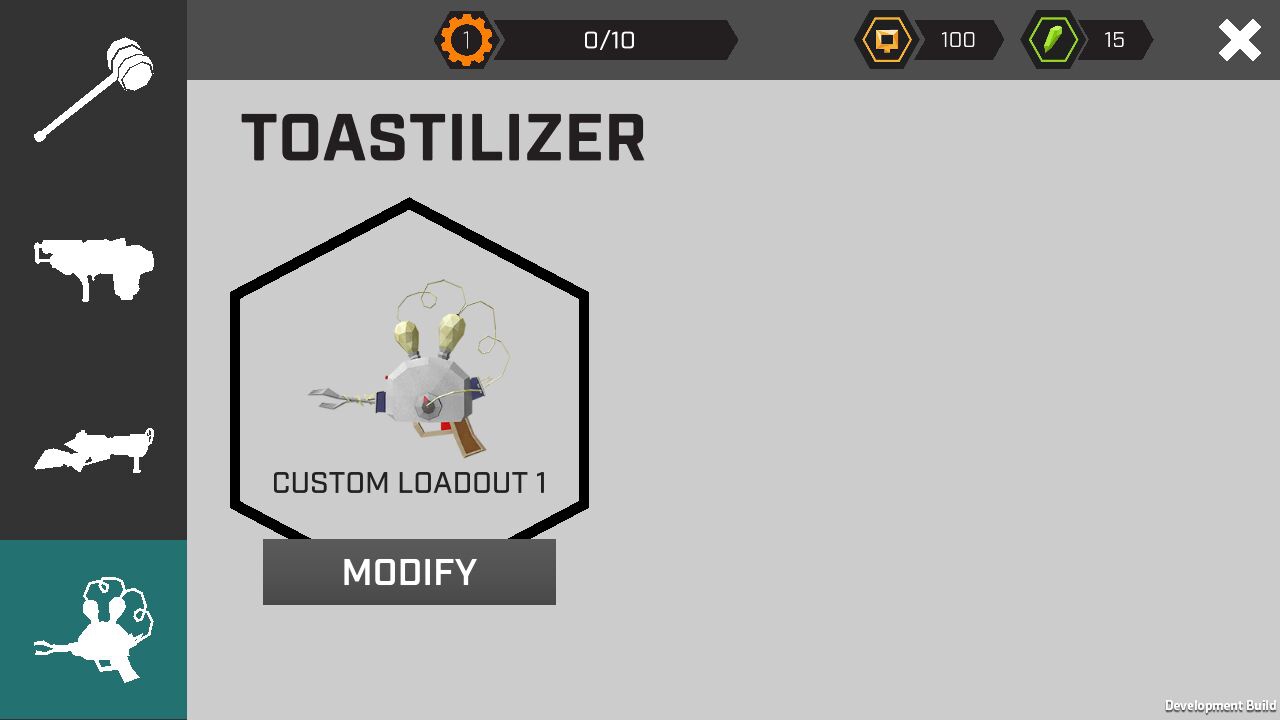 1
0/10
100
15
TOASTILIZER
CUSTOM LOADOUT 1
MODIFY
Development Build